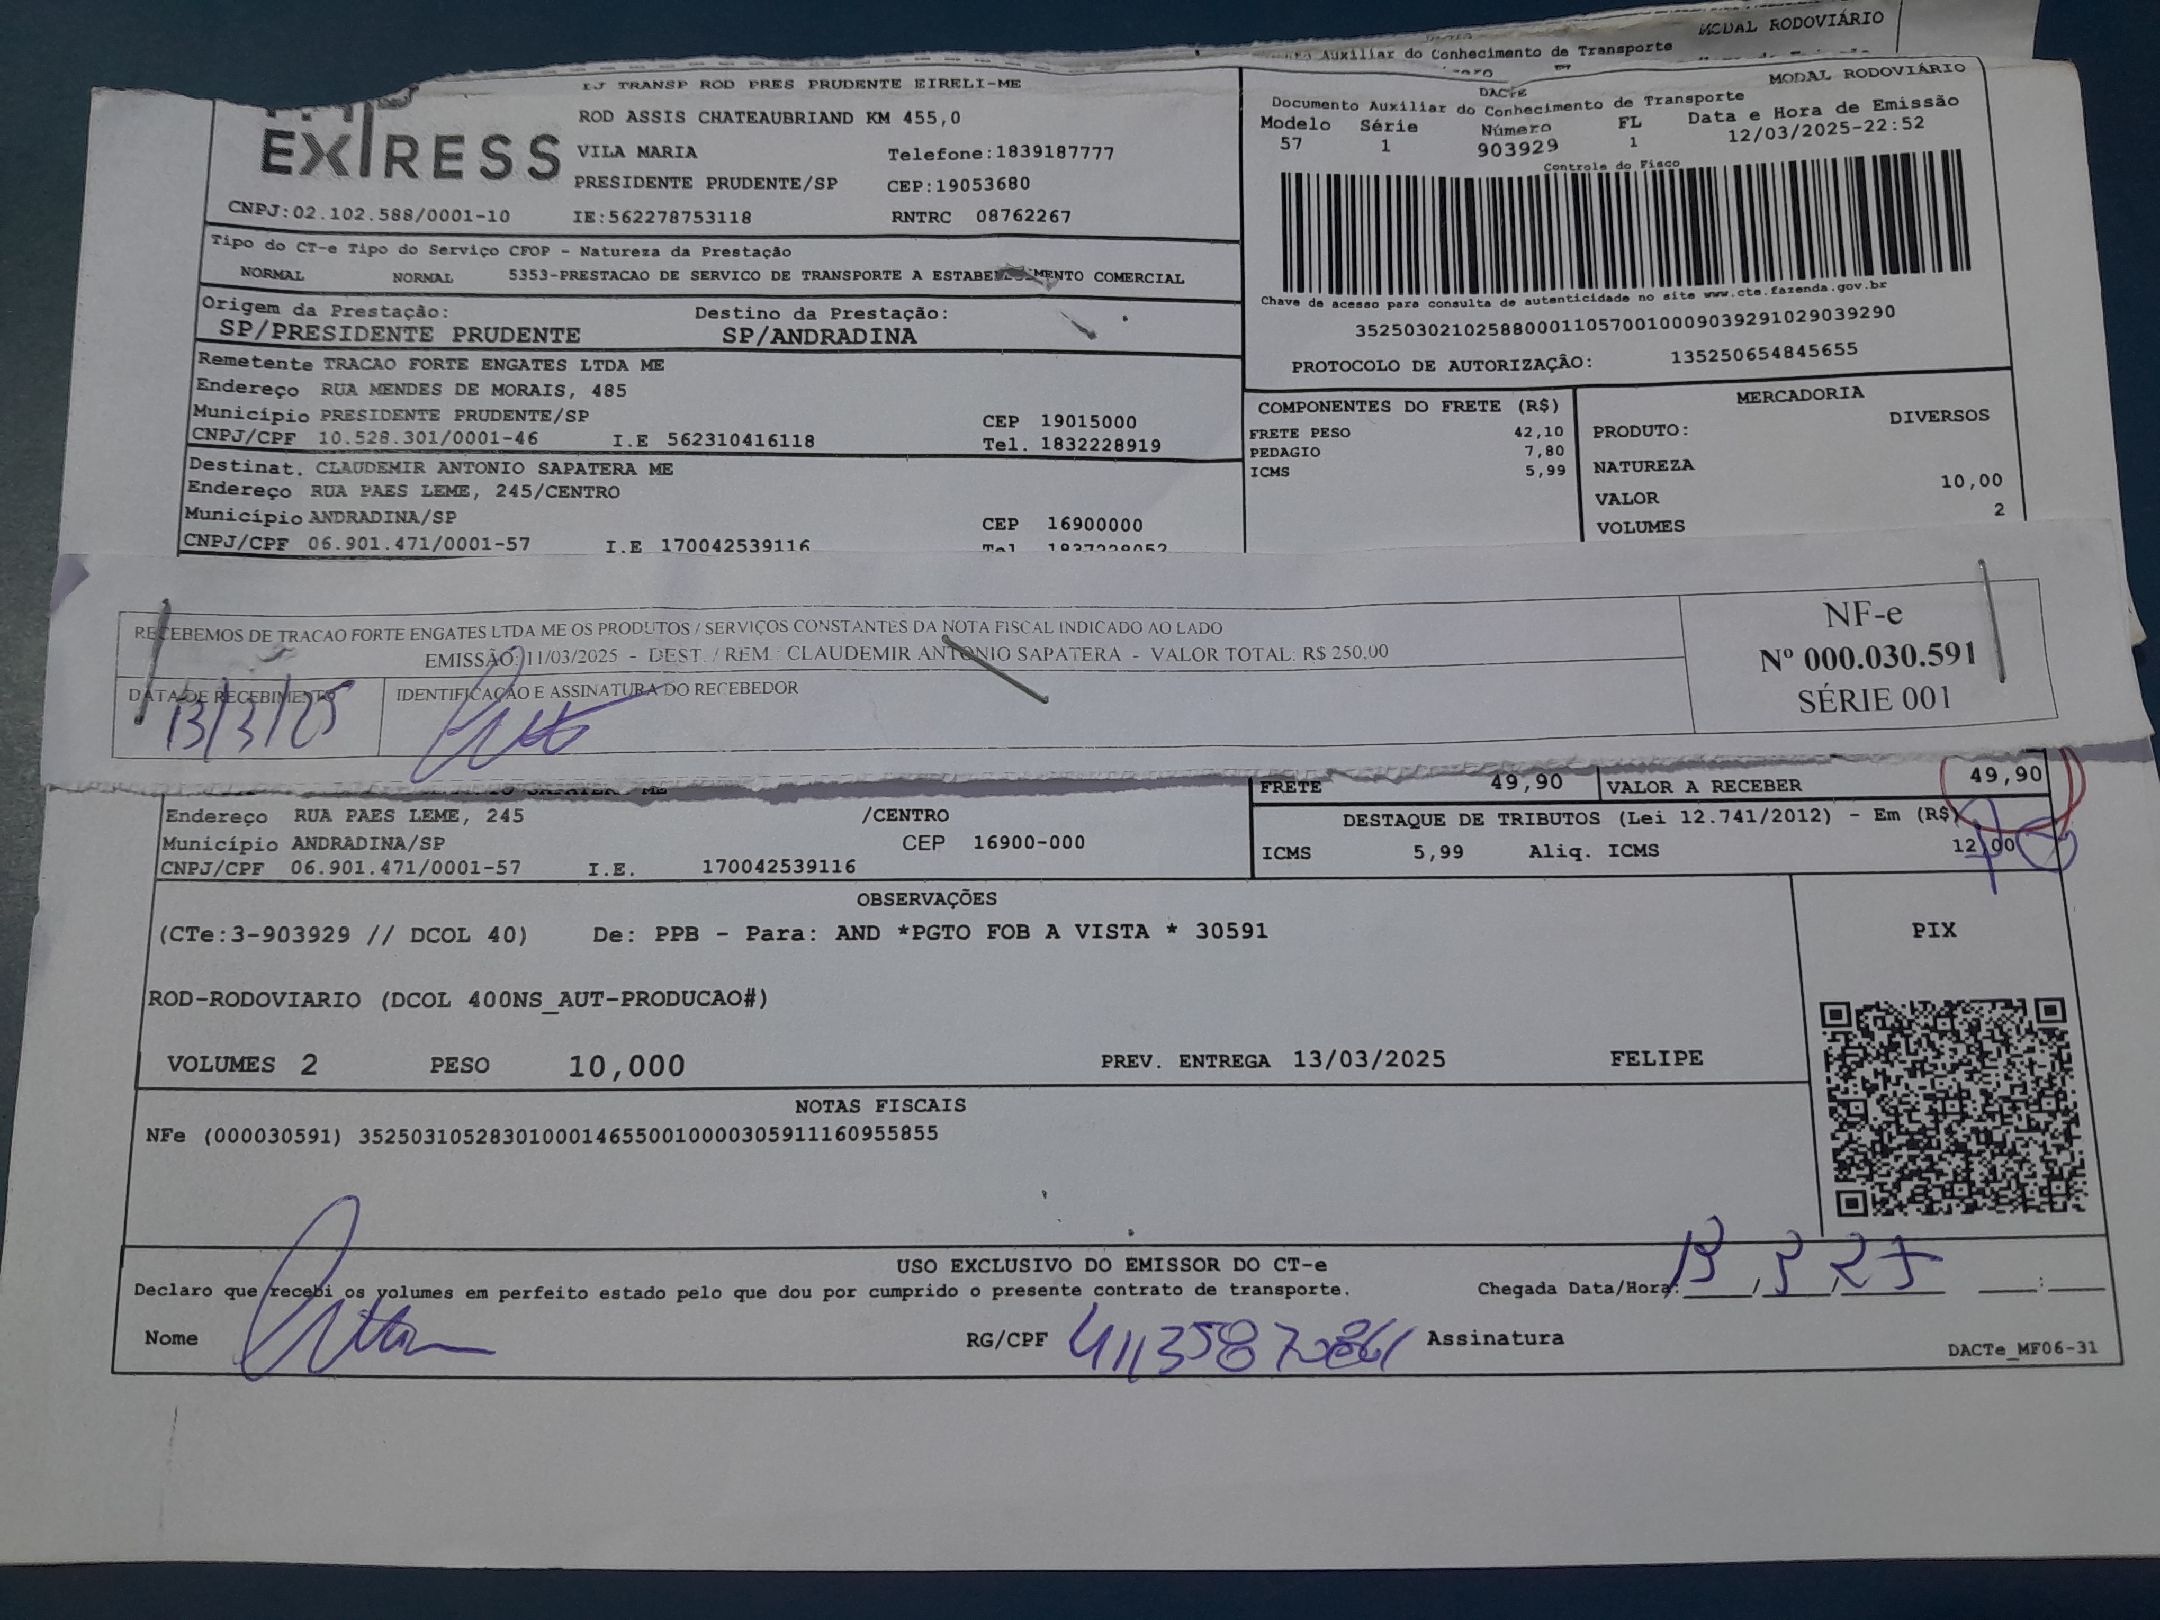 MODAL RODOVIÁRIO
Auxiliar do Conhecimento de Transporte
EXPRESS
TRANSP ROD PRES PRUDENTE EIRELI-ME
ROD ASSIS CHATEAUBRIAND KM 455,0
VILA MARIA Telefone:1839187777
PRESIDENTE PRUDENTE/SP CEP:19053680
CNPJ:02.102.588/0001-10 IE:562278753118 RNTRC 08762267
DACTE MODAL RODOVIÁRIO
Documento Auxiliar do Conhecimento de Transporte
Modelo Série Número FL Data e Hora de Emissão
57 1 903929 1 12/03/2025-22:52
Controle do Fisco
Chave de acesso para consulta de autenticidade no site www.cte.fazenda.gov.br
35250302102588000110570010009039291029039290
PROTOCOLO DE AUTORIZAÇÃO: 135250654845655
Tipo do CT-e Tipo do Serviço CFOP - Natureza da Prestação
NORMAL NORMAL 5353-PRESTACAO DE SERVICO DE TRANSPORTE A ESTABELECIMENTO COMERCIAL
Origem da Prestação: Destino da Prestação:
SP/PRESIDENTE PRUDENTE SP/ANDRADINA
Remetente TRACAO FORTE ENGATES LTDA ME
Endereço RUA MENDES DE MORAIS, 485
Município PRESIDENTE PRUDENTE/SP CEP 19015000
CNPJ/CPF 10.528.301/0001-46 I.E 562310416118 Tel. 1832228919
Destinat. CLAUDEMIR ANTONIO SAPATERA ME
Endereço RUA PAES LEME, 245/CENTRO
Município ANDRADINA/SP CEP 16900000
CNPJ/CPF 06.901.471/0001-57 I.E 170042539116 Tel 1837228052
COMPONENTES DO FRETE (R$)
FRETE PESO 42,10
PEDAGIO 7,80
ICMS 5,99
MERCADORIA
PRODUTO: DIVERSOS
NATUREZA
VALOR 10,00
VOLUMES 2
RECEBEMOS DE TRACAO FORTE ENGATES LTDA ME OS PRODUTOS / SERVIÇOS CONSTANTES DA NOTA FISCAL INDICADO AO LADO
EMISSÃO: 11/03/2025 - DEST. / REM.: CLAUDEMIR ANTONIO SAPATERA - VALOR TOTAL: R$ 250,00
DATA DE RECEBIMENTO IDENTIFICAÇÃO E ASSINATURA DO RECEBEDOR
13/3/25
NF-e
Nº 000.030.591
SÉRIE 001
FRETE 49,90 VALOR A RECEBER 49,90
Endereço RUA PAES LEME, 245 /CENTRO
Município ANDRADINA/SP CEP 16900-000
CNPJ/CPF 06.901.471/0001-57 I.E. 170042539116
DESTAQUE DE TRIBUTOS (Lei 12.741/2012) - Em (R$)
ICMS 5,99 Aliq. ICMS 12,00
OBSERVAÇÕES
(CTe:3-903929 // DCOL 40) De: PPB - Para: AND *PGTO FOB A VISTA * 30591
ROD-RODOVIARIO (DCOL 400NS_AUT-PRODUCAO#)
VOLUMES 2 PESO 10,000 PREV. ENTREGA 13/03/2025 FELIPE
PIX
NOTAS FISCAIS
NFe (000030591) 35250310528301000146550010000305911160955855
USO EXCLUSIVO DO EMISSOR DO CT-e
Declaro que recebi os volumes em perfeito estado pelo que dou por cumprido o presente contrato de transporte. Chegada Data/Hora: 13/3/25 :
Nome RG/CPF Assinatura
DACTe_MF06-31